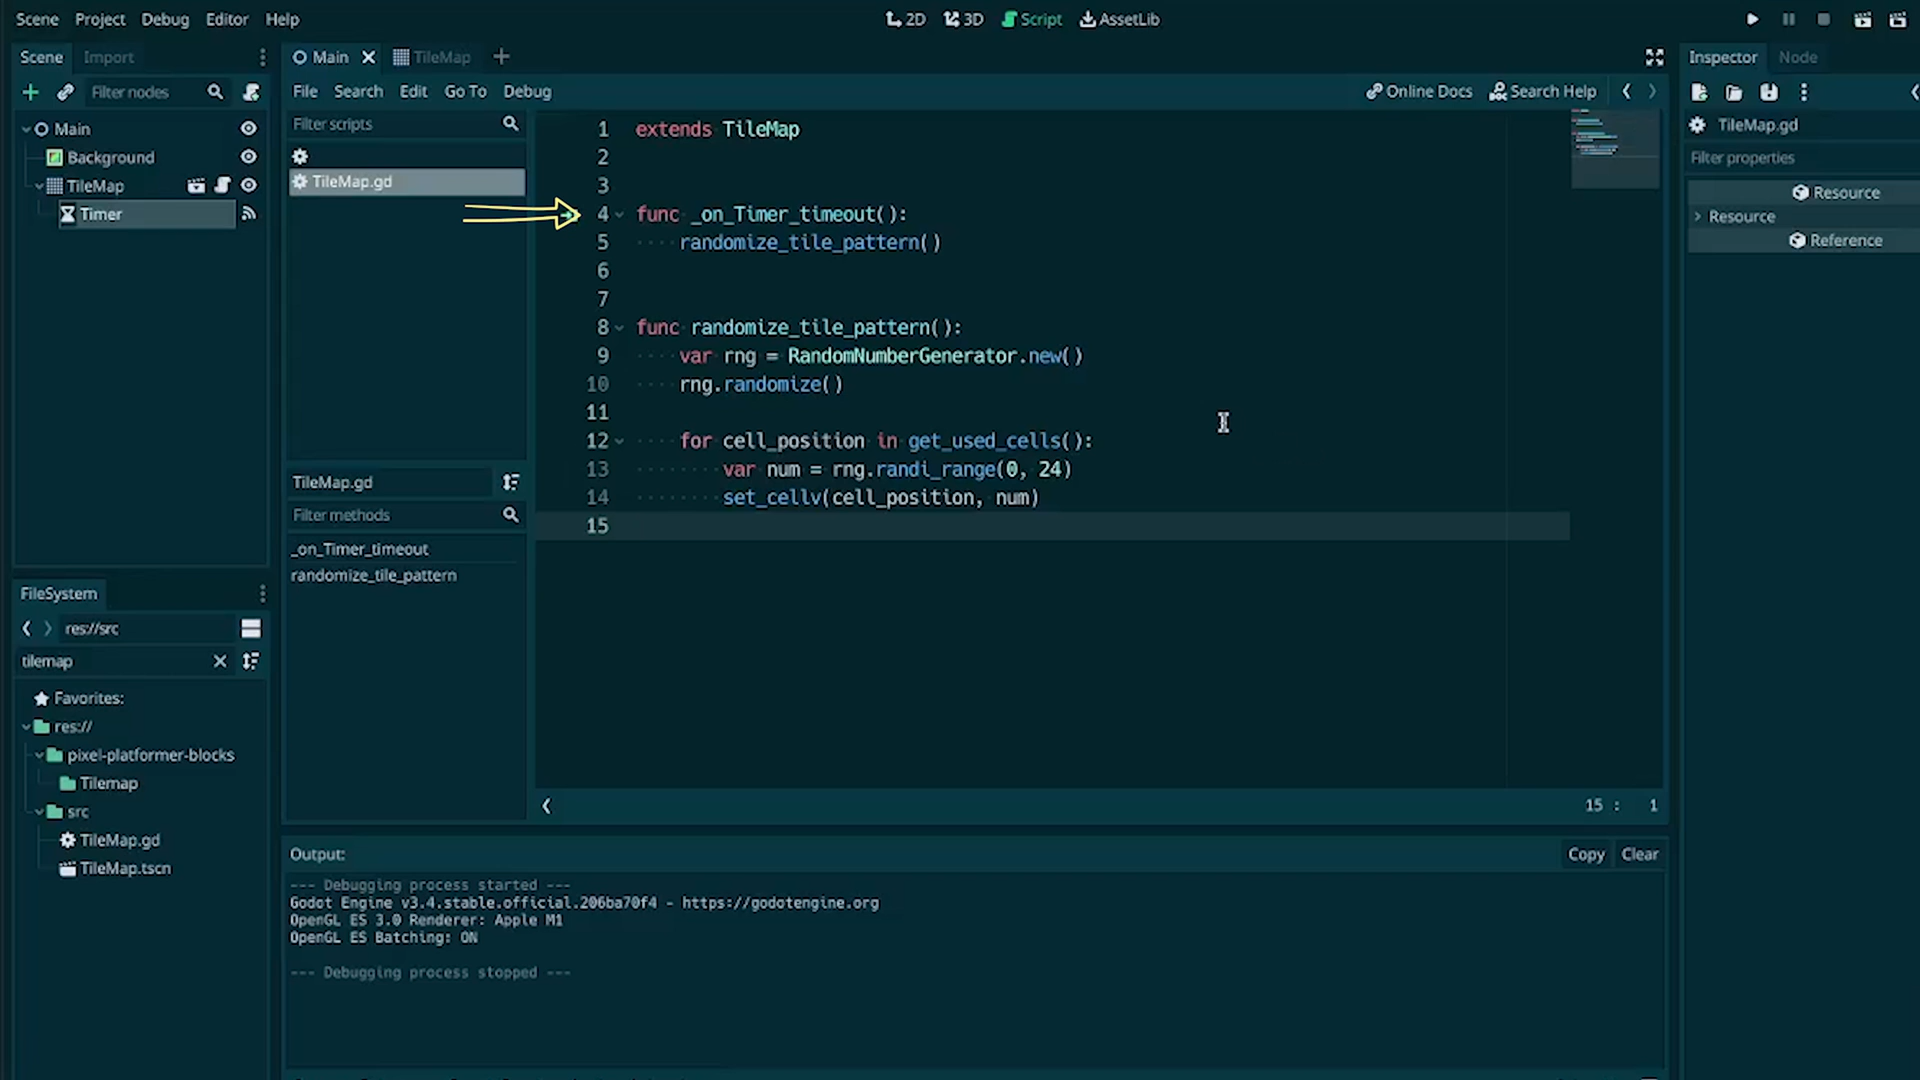 Scene Project Debug Editor Help
2D 3D Script AssetLib
Scene Import
Main TileMap
Inspector Node
Filter nodes
File Search Edit Go To Debug
Online Docs Search Help
Main
Background
TileMap
Timer
Filter scripts
TileMap.gd
TileMap.gd
Filter methods
_on_Timer_timeout
randomize_tile_pattern
1 extends TileMap
2
3
4 func _on_Timer_timeout():
5 randomize_tile_pattern()
6
7
8 func randomize_tile_pattern():
9 var rng = RandomNumberGenerator.new()
10 rng.randomize()
11
12 for cell_position in get_used_cells():
13 var num = rng.randi_range(0, 24)
14 set_cellv(cell_position, num)
15
15 : 1
TileMap.gd
Filter properties
Resource
Resource
Reference
FileSystem
res://src
tilemap
Favorites:
res://
pixel-platformer-blocks
Tilemap
src
TileMap.gd
TileMap.tscn
Output:
Copy Clear
--- Debugging process started ---
Godot Engine v3.4.stable.official.206ba70f4 - https://godotengine.org
OpenGL ES 3.0 Renderer: Apple M1
OpenGL ES Batching: ON
--- Debugging process stopped ---